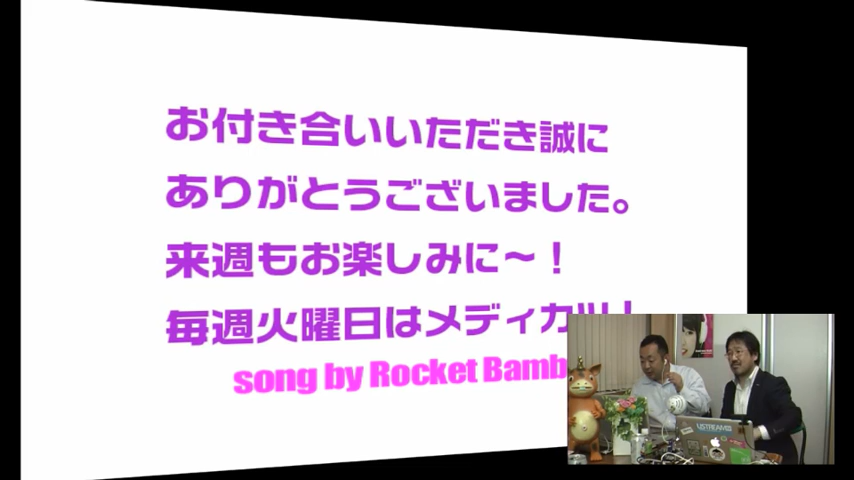 お付き合いいただき誠に
ありがとうございました。
来週もお楽しみに～！
毎週火曜日はメディカツ！
song by Rocket Bamb
USTREAM